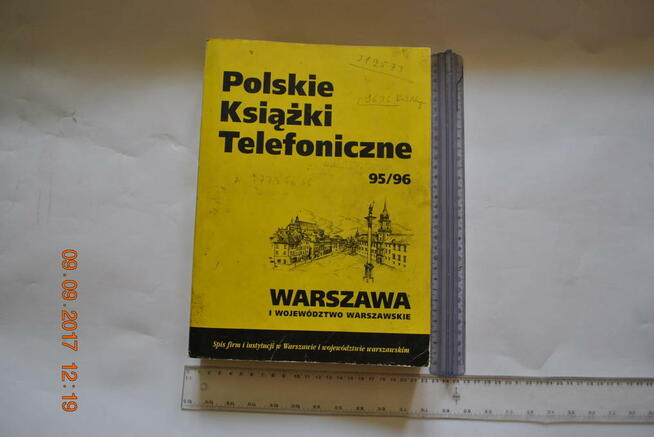 Polskie
Książki
Telefoniczne
95/96
WARSZAWA
I WOJEWÓDZTWO WARSZAWSKIE
Spis firm i instytucji w Warszawie i województwie warszawskim
09.09.2017 12:19